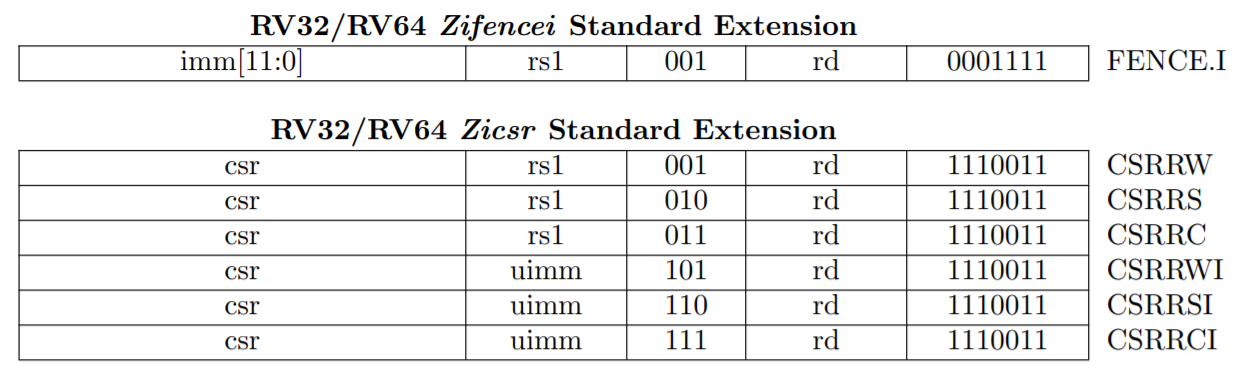 RV32/RV64 Zifencei Standard Extension
imm[11:0] rs1 001 rd 0001111 FENCE.I
RV32/RV64 Zicsr Standard Extension
csr rs1 001 rd 1110011 CSRRW
csr rs1 010 rd 1110011 CSRRS
csr rs1 011 rd 1110011 CSRRC
csr uimm 101 rd 1110011 CSRRWI
csr uimm 110 rd 1110011 CSRRSI
csr uimm 111 rd 1110011 CSRRCI